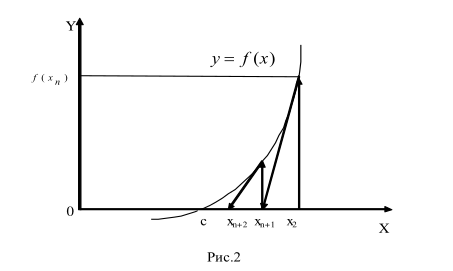 Y
y = f(x)
f(xₙ)
0
c
xₙ₊₂
xₙ₊₁
x₂
X
Рис.2